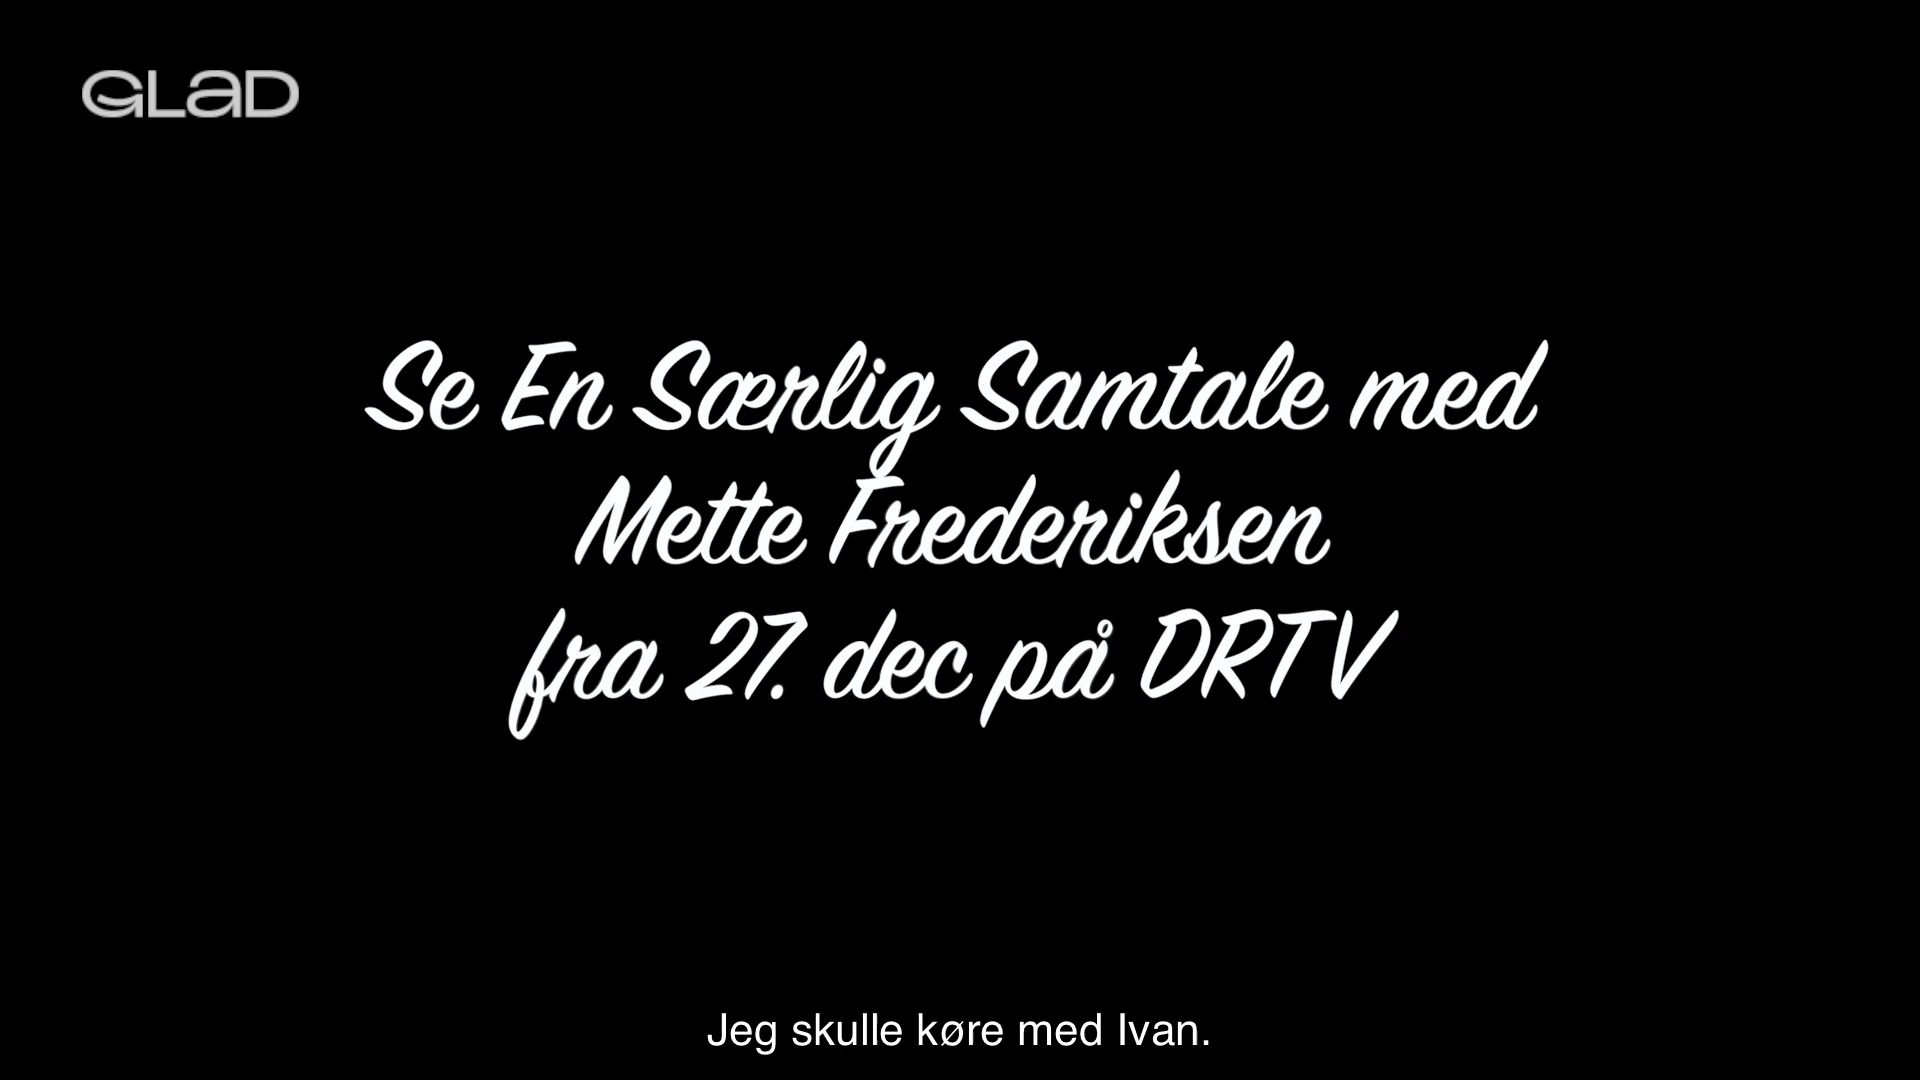 GLAD
Se En Særlig Samtale med
Mette Frederiksen
fra 27. dec på DRTV
Jeg skulle køre med Ivan.